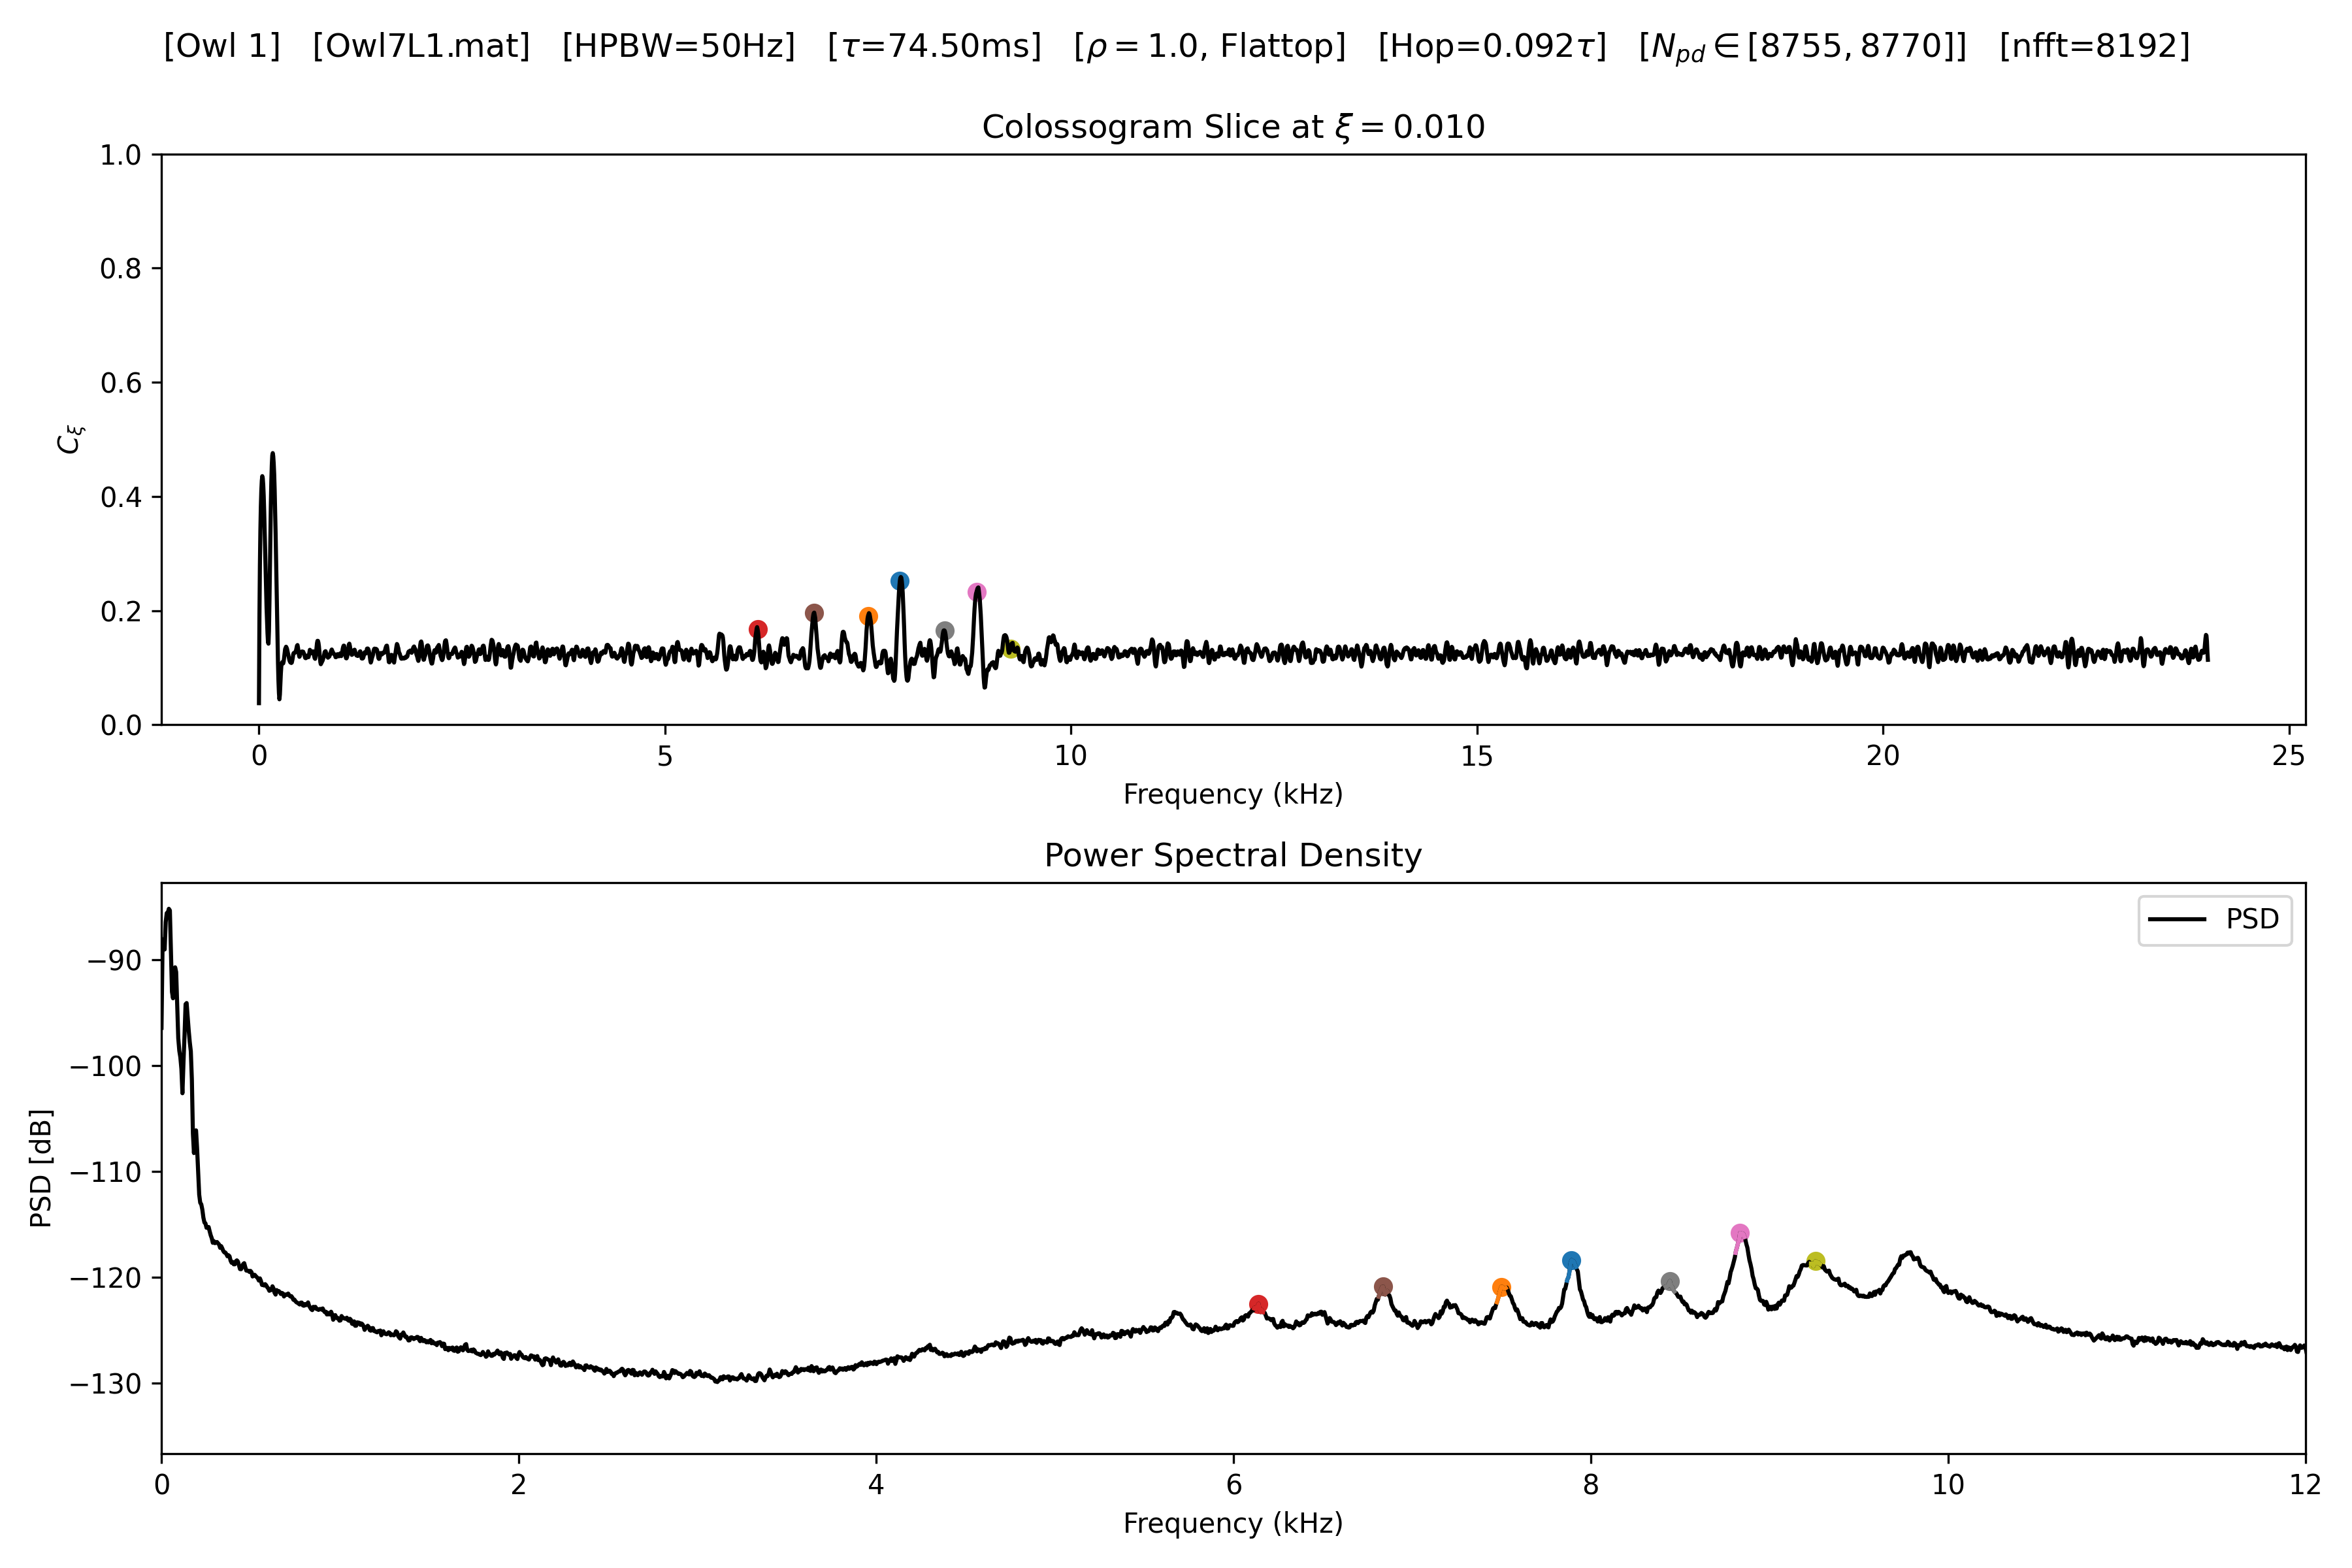 [Owl 1] [Owl7L1.mat] [HPBW=50Hz] [τ=74.50ms] [ρ = 1.0, Flattop] [Hop=0.092τ] [N_pd ∈ [8755, 8770]] [nfft=8192]
Colossogram Slice at ξ = 0.010
1.0
0.8
0.6
0.4
0.2
0.0
C_ξ
0 5 10 15 20 25
Frequency (kHz)
Power Spectral Density
PSD
−90
−100
−110
−120
−130
PSD [dB]
0 2 4 6 8 10 12
Frequency (kHz)